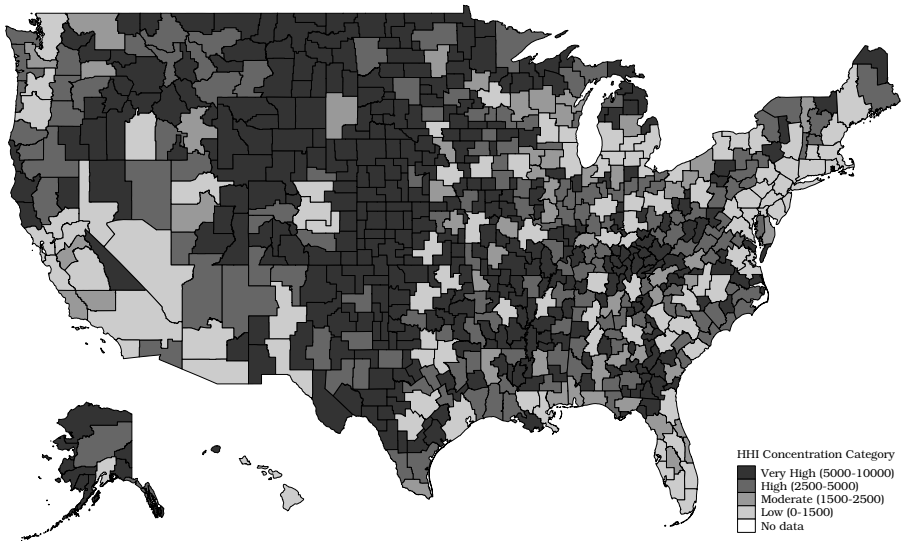 HHI Concentration Category
Very High (5000-10000)
High (2500-5000)
Moderate (1500-2500)
Low (0-1500)
No data